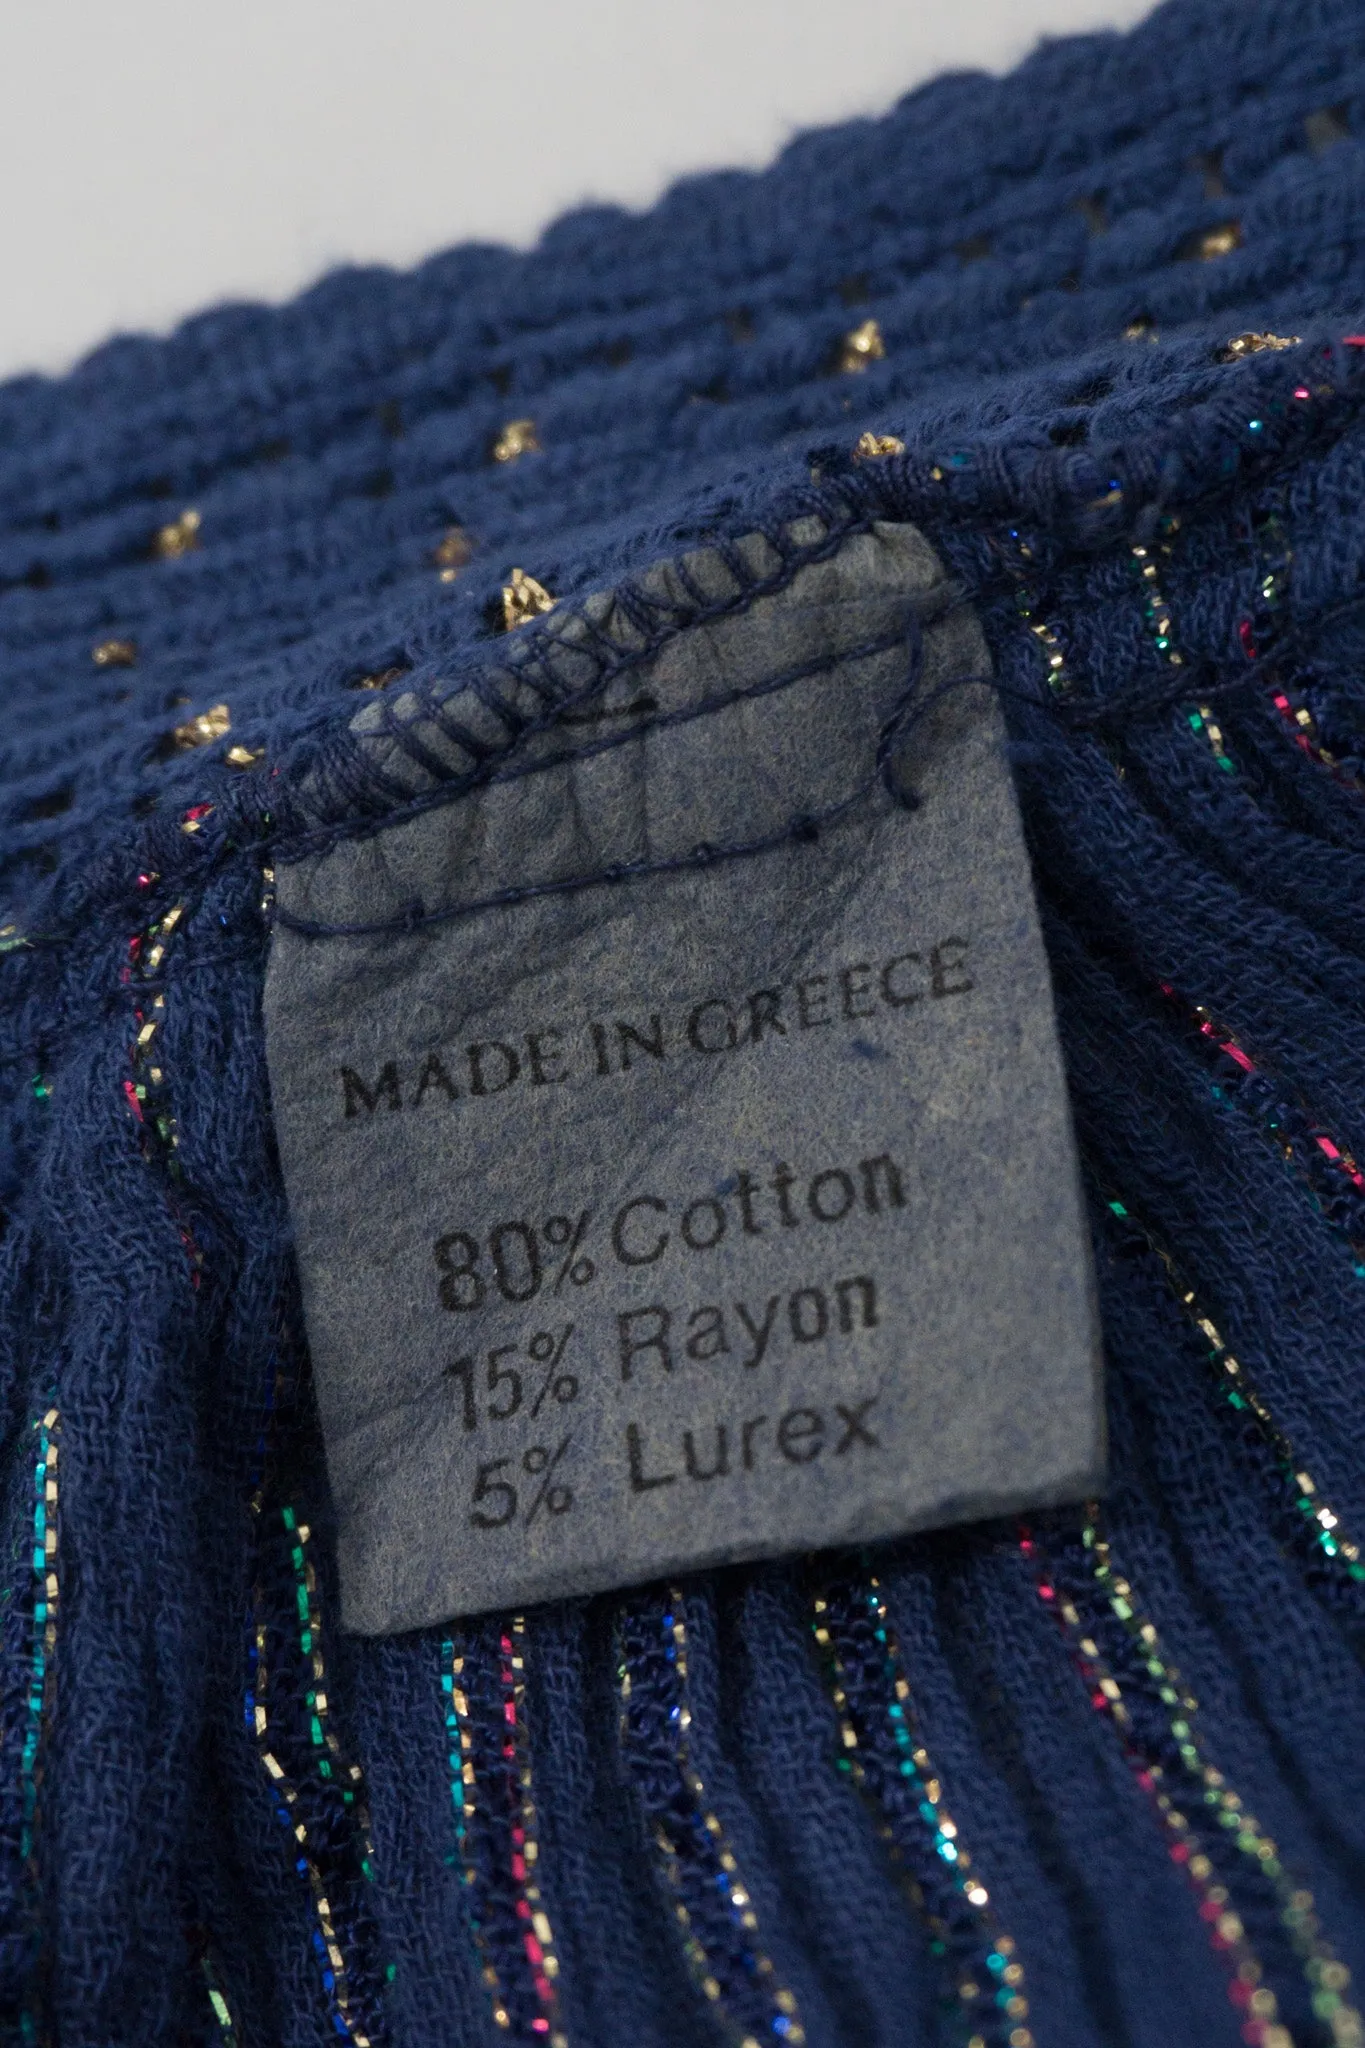 MADE IN GREECE
80% Cotton
15% Rayon
5% Lurex